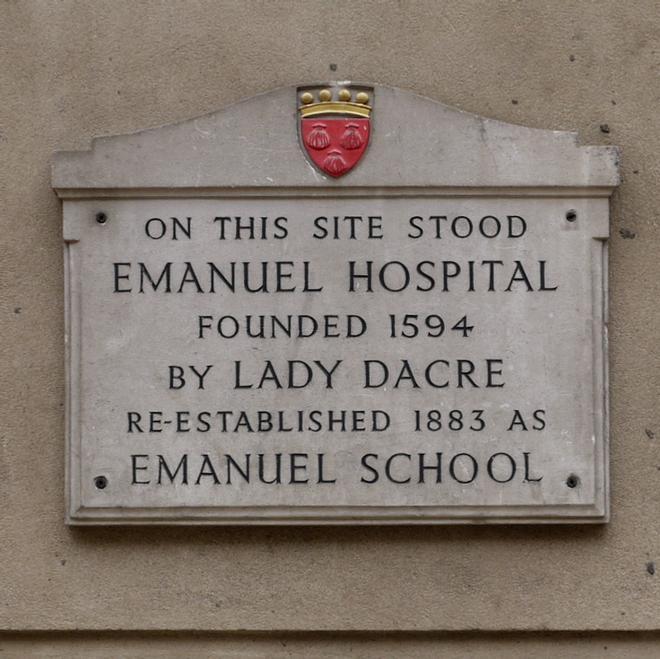 ON THIS SITE STOOD
EMANUEL HOSPITAL
FOUNDED 1594
BY LADY DACRE
RE-ESTABLISHED 1883 AS
EMANUEL SCHOOL